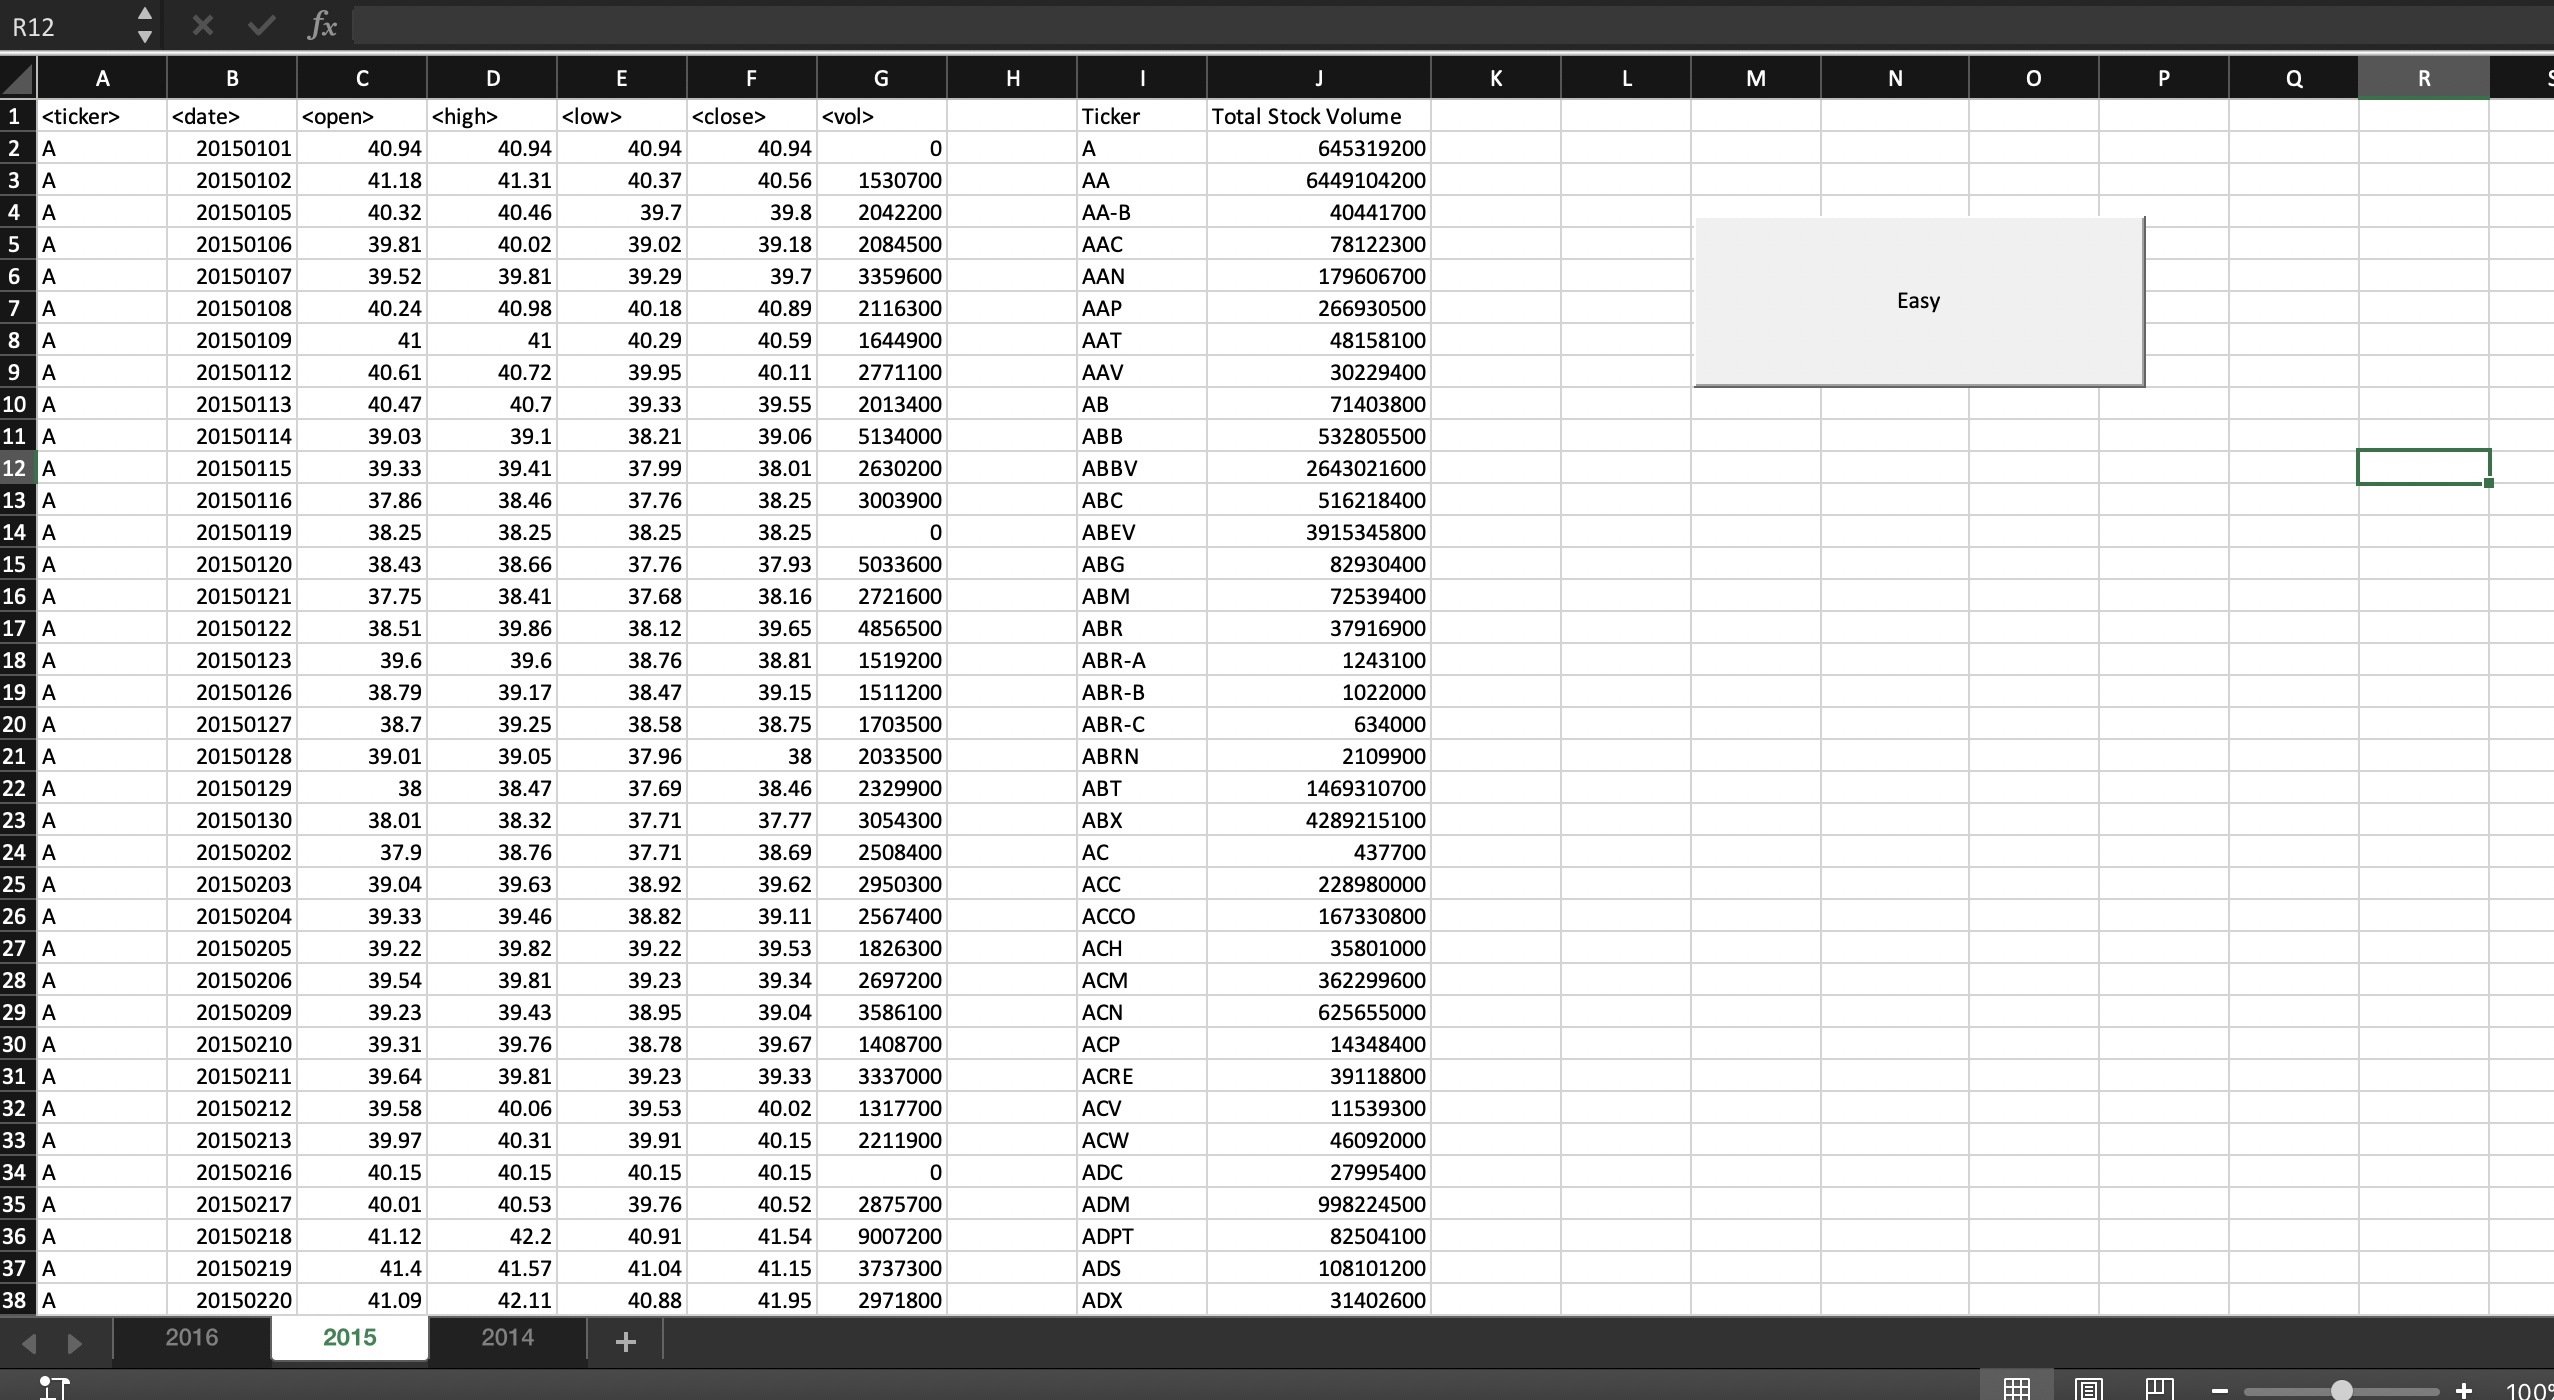 R12 fx
A B C D E F G H I J K L M N O P Q R S
1 <ticker> <date> <open> <high> <low> <close> <vol> Ticker Total Stock Volume
2 A 20150101 40.94 40.94 40.94 40.94 0 A 645319200
3 A 20150102 41.18 41.31 40.37 40.56 1530700 AA 6449104200
4 A 20150105 40.32 40.46 39.7 39.8 2042200 AA-B 40441700
5 A 20150106 39.81 40.02 39.02 39.18 2084500 AAC 78122300
6 A 20150107 39.52 39.81 39.29 39.7 3359600 AAN 179606700
7 A 20150108 40.24 40.98 40.18 40.89 2116300 AAP 266930500
Easy
8 A 20150109 41 41 40.29 40.59 1644900 AAT 48158100
9 A 20150112 40.61 40.72 39.95 40.11 2771100 AAV 30229400
10 A 20150113 40.47 40.7 39.33 39.55 2013400 AB 71403800
11 A 20150114 39.03 39.1 38.21 39.06 5134000 ABB 532805500
12 A 20150115 39.33 39.41 37.99 38.01 2630200 ABBV 2643021600
13 A 20150116 37.86 38.46 37.76 38.25 3003900 ABC 516218400
14 A 20150119 38.25 38.25 38.25 38.25 0 ABEV 3915345800
15 A 20150120 38.43 38.66 37.76 37.93 5033600 ABG 82930400
16 A 20150121 37.75 38.41 37.68 38.16 2721600 ABM 72539400
17 A 20150122 38.51 39.86 38.12 39.65 4856500 ABR 37916900
18 A 20150123 39.6 39.6 38.76 38.81 1519200 ABR-A 1243100
19 A 20150126 38.79 39.17 38.47 39.15 1511200 ABR-B 1022000
20 A 20150127 38.7 39.25 38.58 38.75 1703500 ABR-C 634000
21 A 20150128 39.01 39.05 37.96 38 2033500 ABRN 2109900
22 A 20150129 38 38.47 37.69 38.46 2329900 ABT 1469310700
23 A 20150130 38.01 38.32 37.71 37.77 3054300 ABX 4289215100
24 A 20150202 37.9 38.76 37.71 38.69 2508400 AC 437700
25 A 20150203 39.04 39.63 38.92 39.62 2950300 ACC 228980000
26 A 20150204 39.33 39.46 38.82 39.11 2567400 ACCO 167330800
27 A 20150205 39.22 39.82 39.22 39.53 1826300 ACH 35801000
28 A 20150206 39.54 39.81 39.23 39.34 2697200 ACM 362299600
29 A 20150209 39.23 39.43 38.95 39.04 3586100 ACN 625655000
30 A 20150210 39.31 39.76 38.78 39.67 1408700 ACP 14348400
31 A 20150211 39.64 39.81 39.23 39.33 3337000 ACRE 39118800
32 A 20150212 39.58 40.06 39.53 40.02 1317700 ACV 11539300
33 A 20150213 39.97 40.31 39.91 40.15 2211900 ACW 46092000
34 A 20150216 40.15 40.15 40.15 40.15 0 ADC 27995400
35 A 20150217 40.01 40.53 39.76 40.52 2875700 ADM 998224500
36 A 20150218 41.12 42.2 40.91 41.54 9007200 ADPT 82504100
37 A 20150219 41.4 41.57 41.04 41.15 3737300 ADS 108101200
38 A 20150220 41.09 42.11 40.88 41.95 2971800 ADX 31402600
2016 2015 2014 +
− + 100%